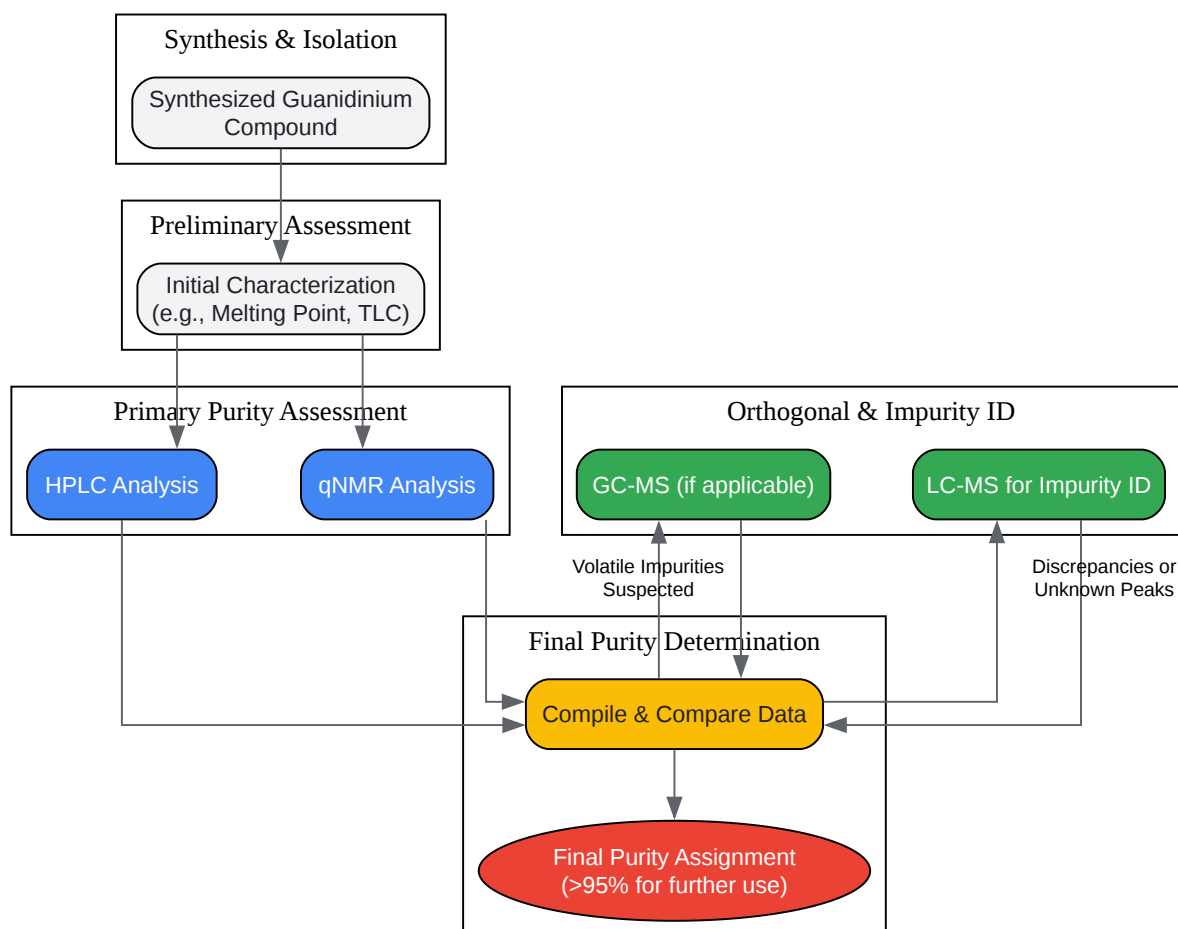 Synthesis & Isolation
Synthesized Guanidinium
Compound
Preliminary Assessment
Initial Characterization
(e.g., Melting Point, TLC)
Primary Purity Assessment
HPLC Analysis
qNMR Analysis
Orthogonal & Impurity ID
GC-MS (if applicable)
LC-MS for Impurity ID
Volatile Impurities
Suspected
Discrepancies or
Unknown Peaks
Final Purity Determination
Compile & Compare Data
Final Purity Assignment
(>95% for further use)